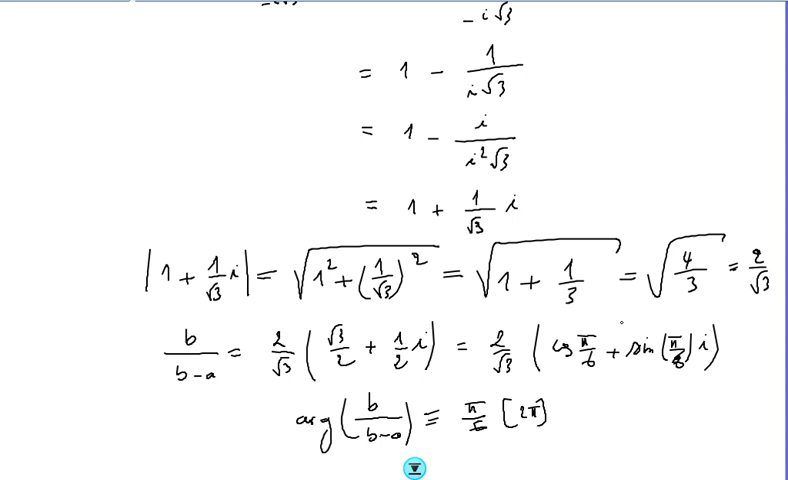 - i√3
= 1 - 1/(i√3)
= 1 - i/(i²√3)
= 1 + (1/√3) i
|1 + (1/√3) i| = √(1² + (1/√3)²) = √(1 + 1/3) = √(4/3) = 2/√3
b/(b-a) = 2/√3 (√3/2 + 1/2 i) = 2/√3 (cos π/6 + sin(π/6) i)
arg(b/(b-a)) ≡ π/6 [2π]